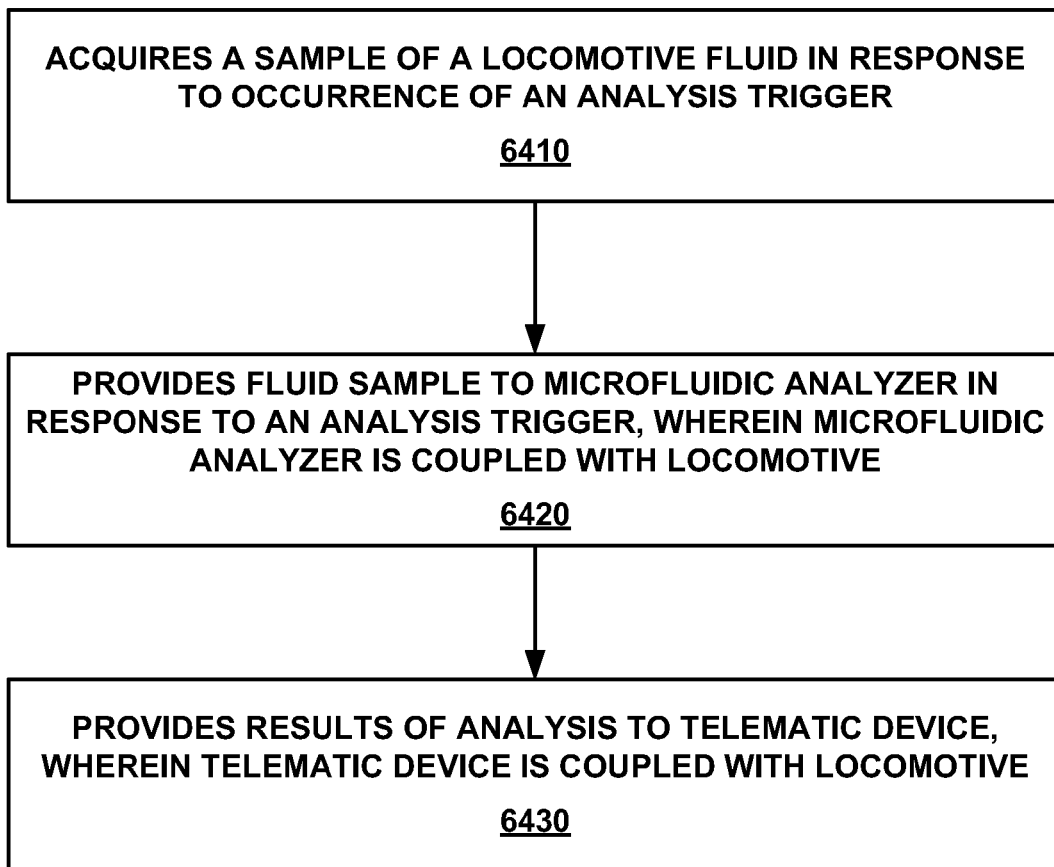 ACQUIRES A SAMPLE OF A LOCOMOTIVE FLUID IN RESPONSE
TO OCCURRENCE OF AN ANALYSIS TRIGGER
6410
PROVIDES FLUID SAMPLE TO MICROFLUIDIC ANALYZER IN
RESPONSE TO AN ANALYSIS TRIGGER, WHEREIN MICROFLUIDIC
ANALYZER IS COUPLED WITH LOCOMOTIVE
6420
PROVIDES RESULTS OF ANALYSIS TO TELEMATIC DEVICE,
WHEREIN TELEMATIC DEVICE IS COUPLED WITH LOCOMOTIVE
6430